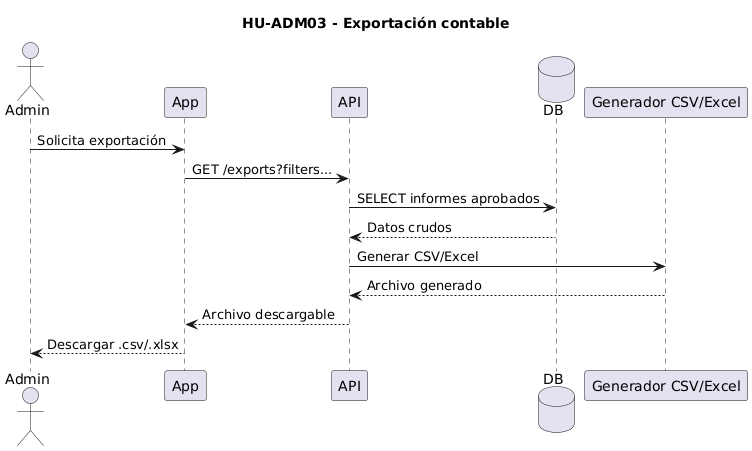 HU-ADM03 - Exportación contable
Admin
App
API
DB
Generador CSV/Excel
Solicita exportación
GET /exports?filters...
SELECT informes aprobados
Datos crudos
Generar CSV/Excel
Archivo generado
Archivo descargable
Descargar .csv/.xlsx
Admin
App
API
DB
Generador CSV/Excel